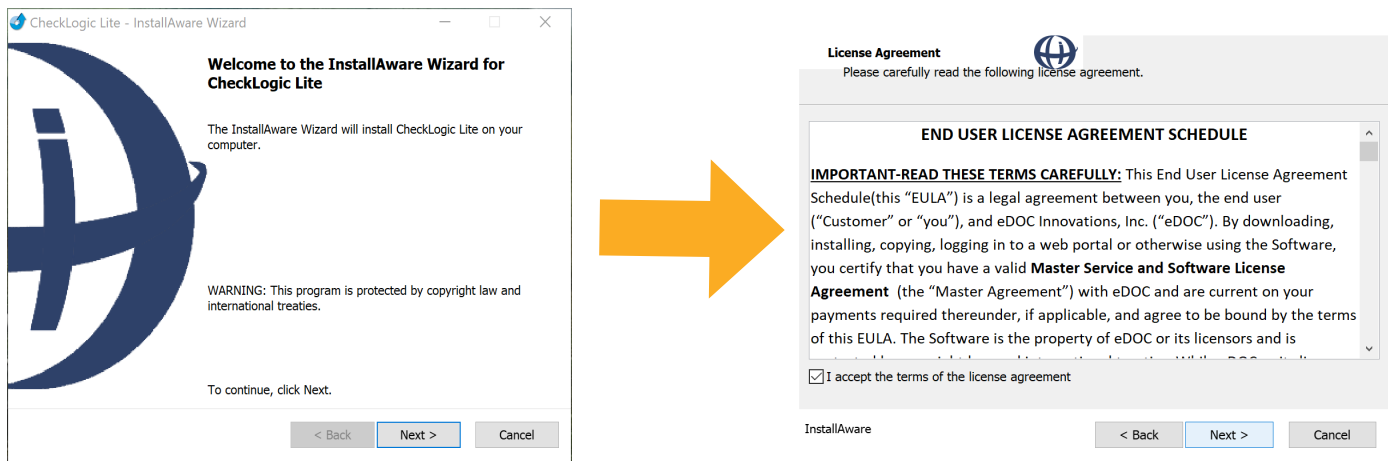 CheckLogic Lite - InstallAware Wizard
Welcome to the InstallAware Wizard for
CheckLogic Lite
The InstallAware Wizard will install CheckLogic Lite on your
computer.
WARNING: This program is protected by copyright law and
international treaties.
To continue, click Next.
< Back
Next >
Cancel
License Agreement
Please carefully read the following license agreement.
END USER LICENSE AGREEMENT SCHEDULE
IMPORTANT-READ THESE TERMS CAREFULLY: This End User License Agreement
Schedule(this “EULA”) is a legal agreement between you, the end user
(“Customer” or “you”), and eDOC Innovations, Inc. (“eDOC”). By downloading,
installing, copying, logging in to a web portal or otherwise using the Software,
you certify that you have a valid Master Service and Software License
Agreement (the “Master Agreement”) with eDOC and are current on your
payments required thereunder, if applicable, and agree to be bound by the terms
of this EULA. The Software is the property of eDOC or its licensors and is
I accept the terms of the license agreement
InstallAware
< Back
Next >
Cancel